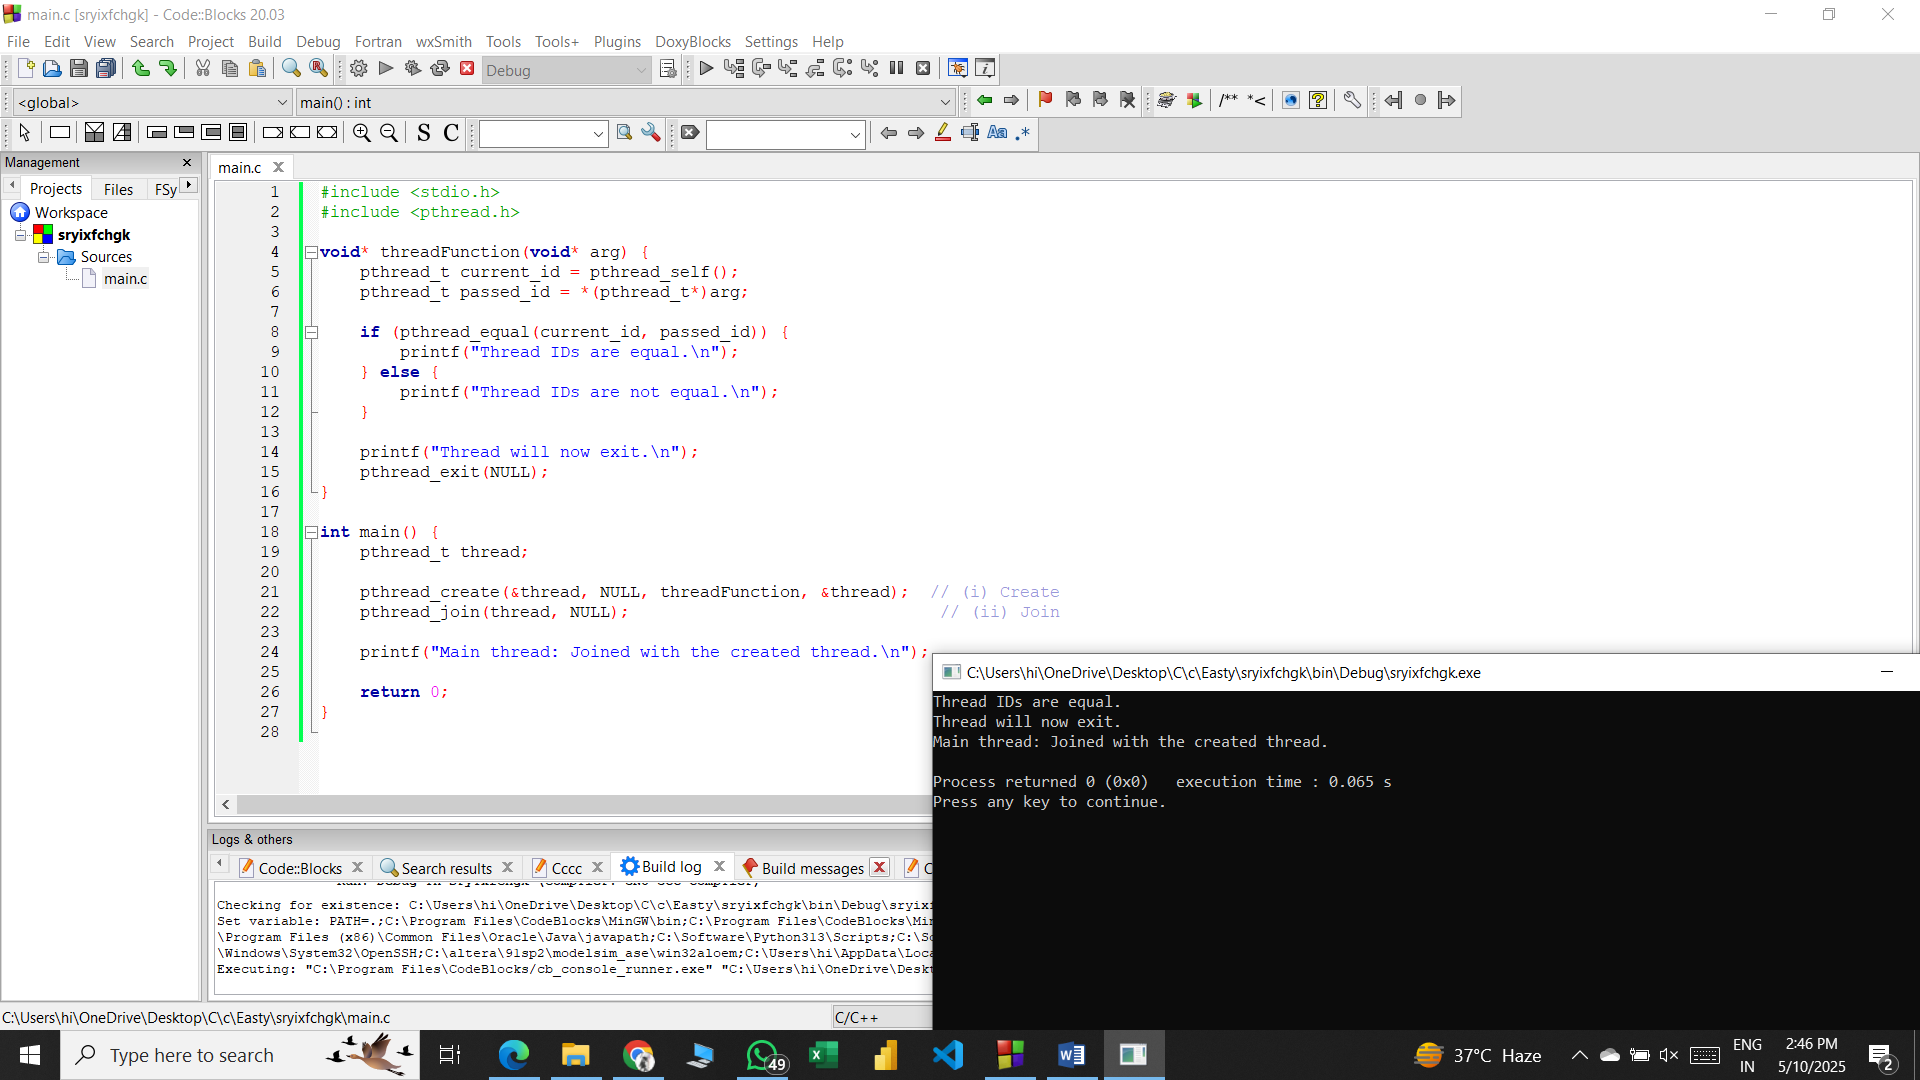 main.c [sryixfchgk] - Code::Blocks 20.03
File Edit View Search Project Build Debug Fortran wxSmith Tools Tools+ Plugins DoxyBlocks Settings Help
Debug
<global> main() : int
/** *<
S C Aa .*
Management
Projects Files FSy
Workspace
sryixfchgk
Sources
main.c
main.c
1 #include <stdio.h>
2 #include <pthread.h>
3
4 void* threadFunction(void* arg) {
5 pthread_t current_id = pthread_self();
6 pthread_t passed_id = *(pthread_t*)arg;
7
8 if (pthread_equal(current_id, passed_id)) {
9 printf("Thread IDs are equal.\n");
10 } else {
11 printf("Thread IDs are not equal.\n");
12 }
13
14 printf("Thread will now exit.\n");
15 pthread_exit(NULL);
16 }
17
18 int main() {
19 pthread_t thread;
20
21 pthread_create(&thread, NULL, threadFunction, &thread); // (i) Create
22 pthread_join(thread, NULL); // (ii) Join
23
24 printf("Main thread: Joined with the created thread.\n");
25
26 return 0;
27 }
28
C:\Users\hi\OneDrive\Desktop\C\c\Easty\sryixfchgk\bin\Debug\sryixfchgk.exe
Thread IDs are equal.
Thread will now exit.
Main thread: Joined with the created thread.
Process returned 0 (0x0) execution time : 0.065 s
Press any key to continue.
Logs & others
Code::Blocks Search results Cccc Build log Build messages
Checking for existence: C:\Users\hi\OneDrive\Desktop\C\c\Easty\sryixfchgk\bin\Debug\sryixf
Set variable: PATH=.;C:\Program Files\CodeBlocks\MinGW\bin;C:\Program Files\CodeBlocks\Min
\Program Files (x86)\Common Files\Oracle\Java\javapath;C:\Software\Python313\Scripts;C:\So
\Windows\System32\OpenSSH;C:\altera\91sp2\modelsim_ase\win32aloem;C:\Users\hi\AppData\Loca
Executing: "C:\Program Files\CodeBlocks/cb_console_runner.exe" "C:\Users\hi\OneDrive\Deskt
C:\Users\hi\OneDrive\Desktop\C\c\Easty\sryixfchgk\main.c C/C++
Type here to search
49
37°C Haze
ENG
IN
2:46 PM
5/10/2025
2